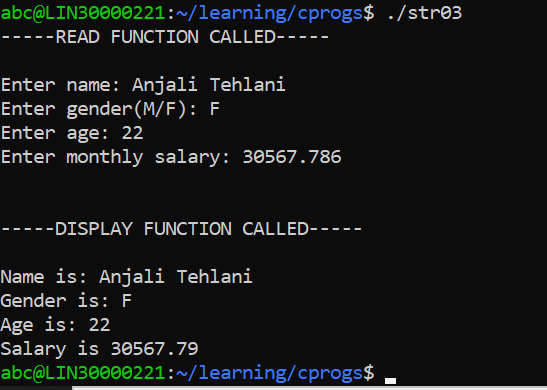 abc@LIN30000221:~/learning/cprogs$ ./str03
-----READ FUNCTION CALLED-----
Enter name: Anjali Tehlani
Enter gender(M/F): F
Enter age: 22
Enter monthly salary: 30567.786
-----DISPLAY FUNCTION CALLED-----
Name is: Anjali Tehlani
Gender is: F
Age is: 22
Salary is 30567.79
abc@LIN30000221:~/learning/cprogs$